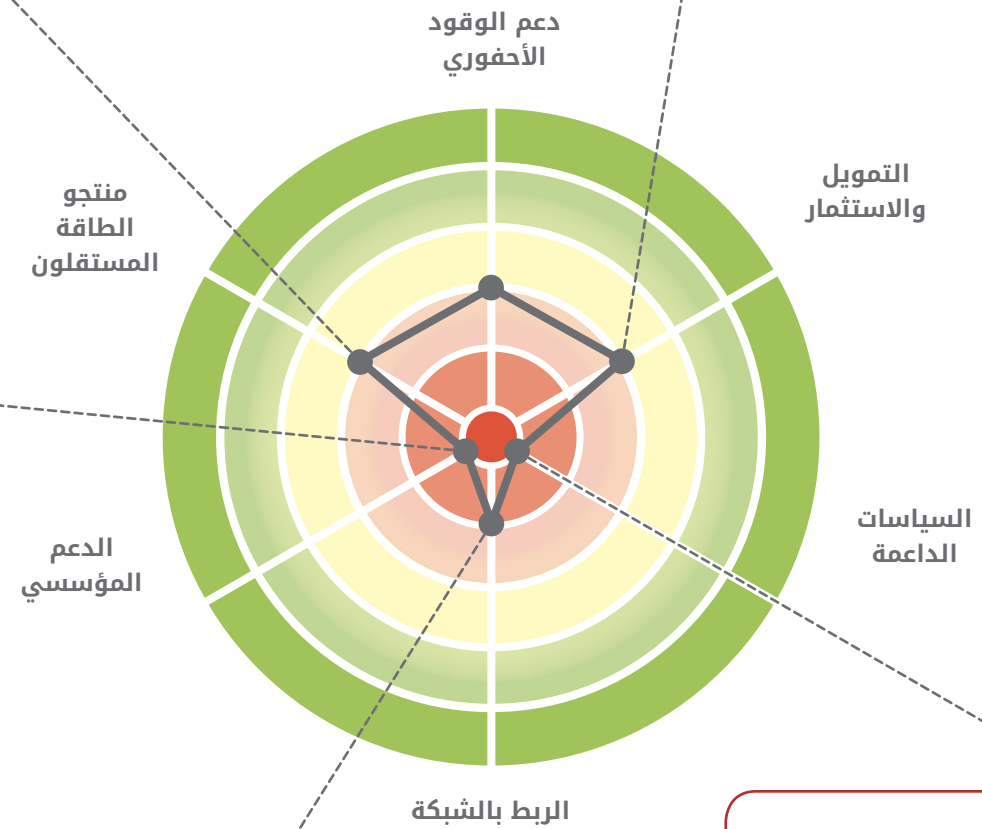 دعم الوقود
الأحفوري
التمويل
والاستثمار
منتجو
الطاقة
المستقلون
السياسات
الداعمة
الدعم
المؤسسي
الربط بالشبكة